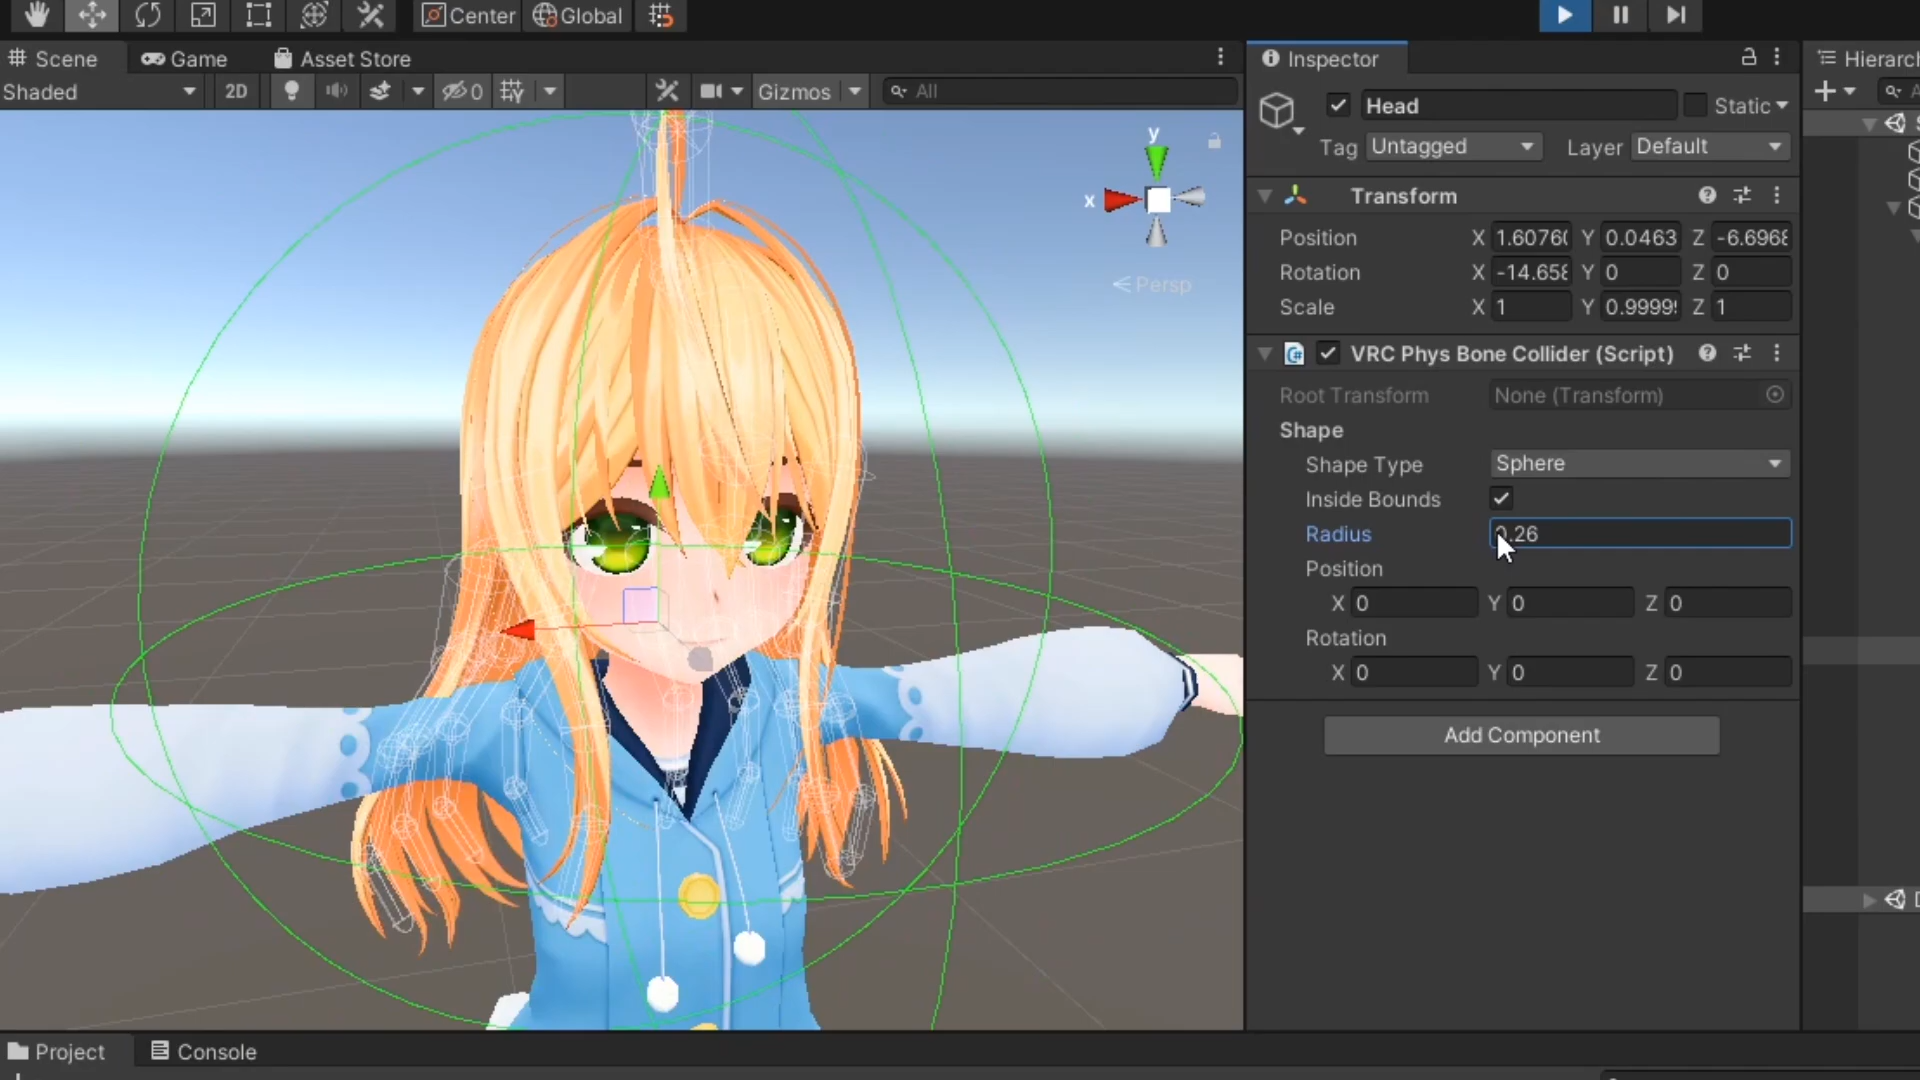 Center Global
Scene Game Asset Store
Shaded 2D 0 Gizmos All
y
x
Persp
Inspector
Head Static
Tag Untagged Layer Default
Transform
Position X 1.6076( Y 0.0463 Z -6.6968
Rotation X -14.658 Y 0 Z 0
Scale X 1 Y 0.9999! Z 1
VRC Phys Bone Collider (Script)
Root Transform None (Transform)
Shape
Shape Type Sphere
Inside Bounds
Radius 0.26
Position
X 0 Y 0 Z 0
Rotation
X 0 Y 0 Z 0
Add Component
Hierarch
Project Console